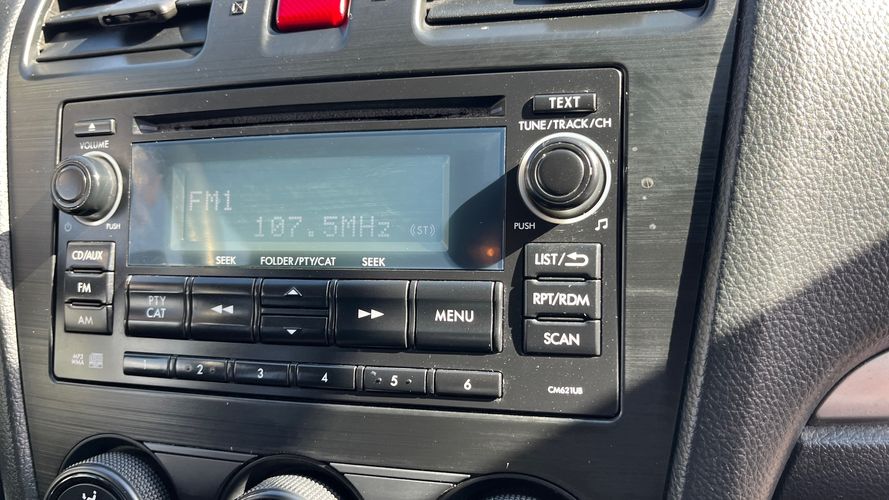 TEXT
TUNE/TRACK/CH
VOLUME
PUSH
PUSH
FM1
107.5MHz (ST)
SEEK FOLDER/PTY/CAT SEEK
CD/AUX
FM
AM
PTY
CAT
MENU
LIST/
RPT/RDM
SCAN
MP3
WMA
1 2 3 4 5 6
CM621UB